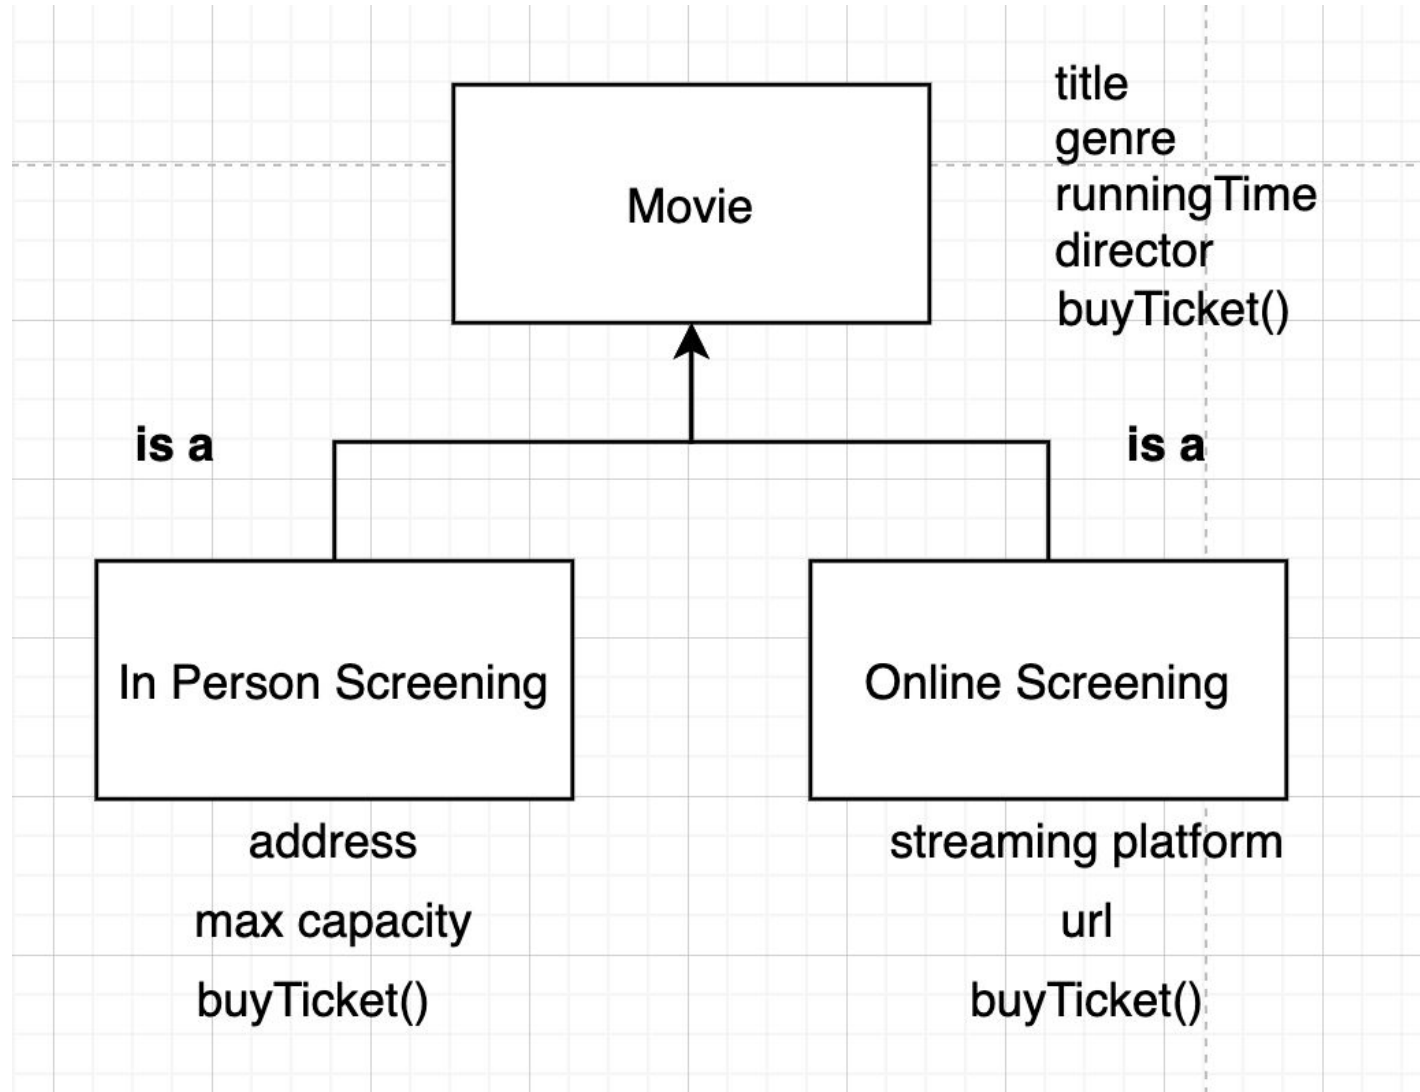 title
genre
runningTime
director
buyTicket()
Movie
is a
is a
In Person Screening
Online Screening
address
max capacity
buyTicket()
streaming platform
url
buyTicket()